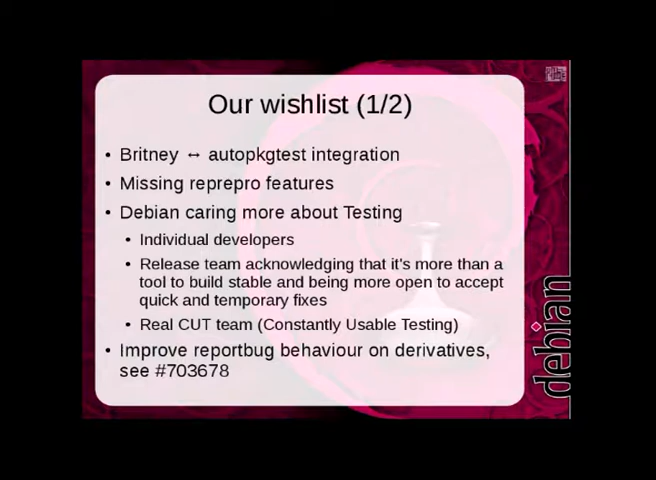 Our wishlist (1/2)
• Britney ↔ autopkgtest integration
• Missing reprepro features
• Debian caring more about Testing
• Individual developers
• Release team acknowledging that it's more than a
tool to build stable and being more open to accept
quick and temporary fixes
• Real CUT team (Constantly Usable Testing)
• Improve reportbug behaviour on derivatives,
see #703678
debian